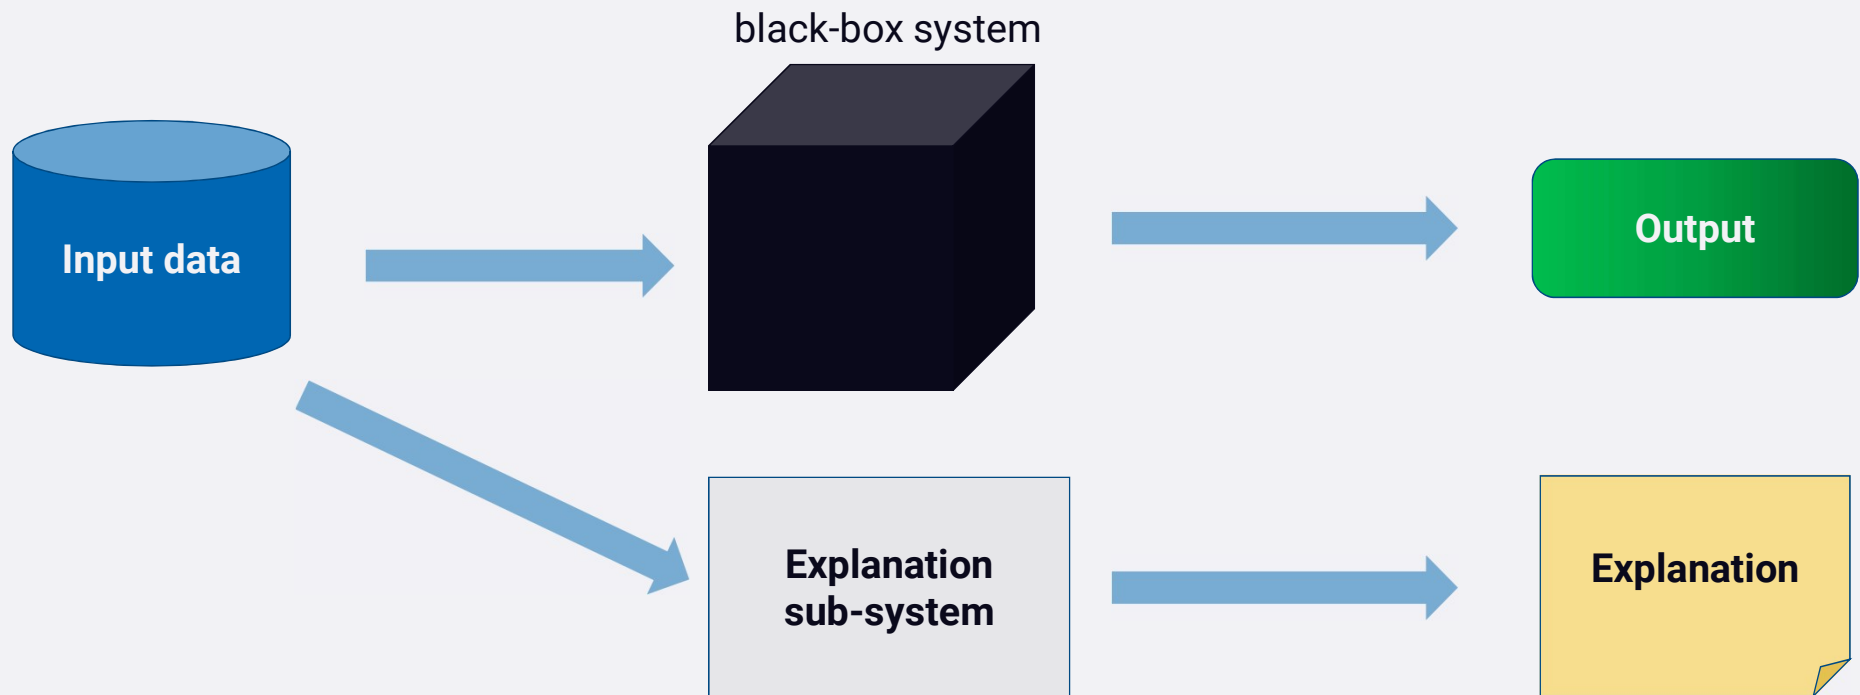 black-box system
Input data
Output
Explanation
sub-system
Explanation